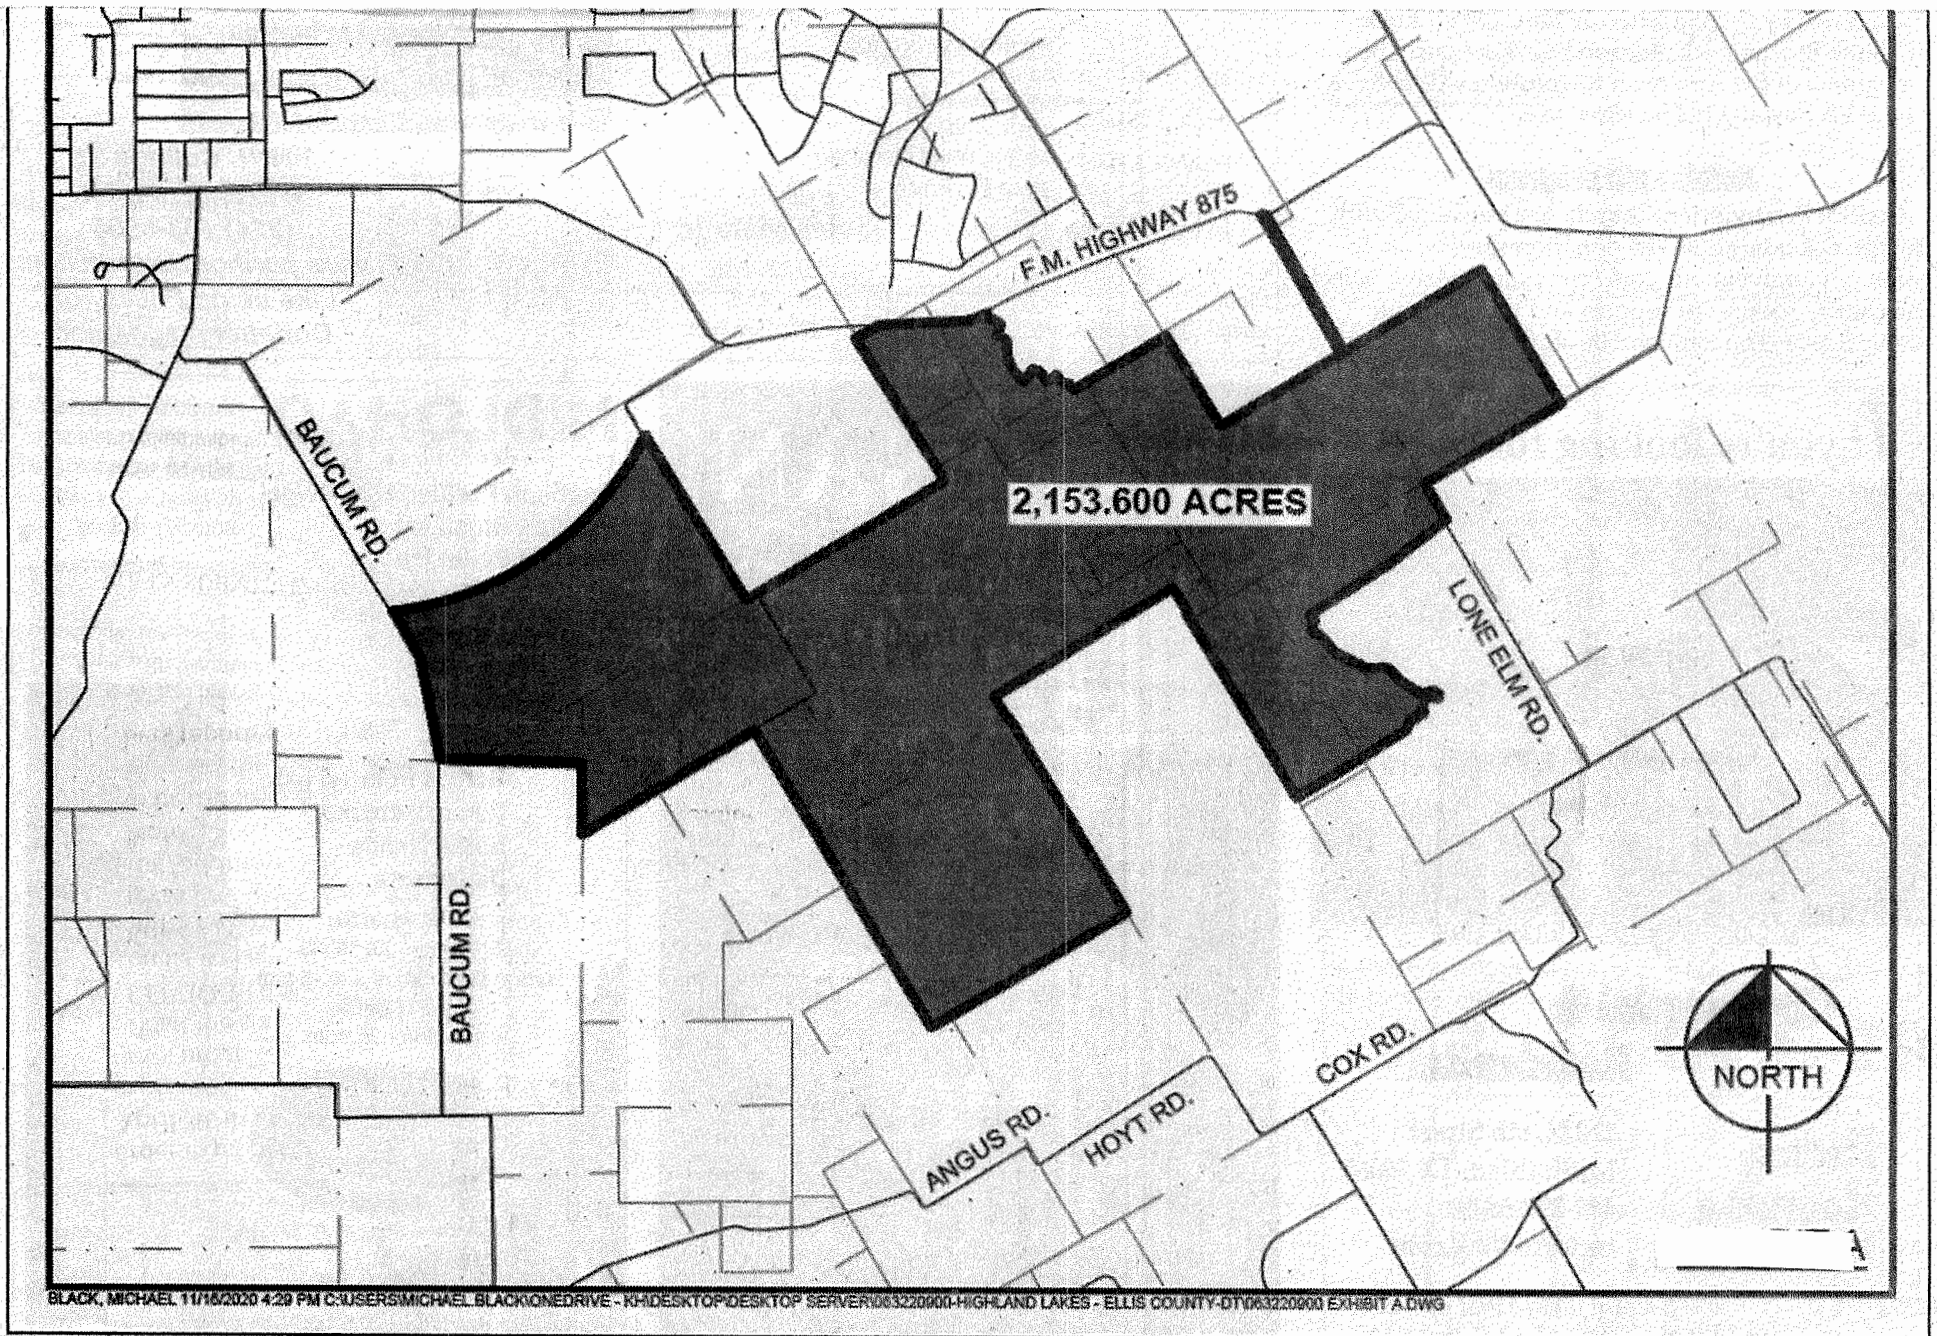 F.M. HIGHWAY 875
BAUCUM RD.
2,153.600 ACRES
LONE ELM RD.
BAUCUM RD.
COX RD.
NORTH
ANGUS RD.
HOYT RD.
BLACK, MICHAEL 11/16/2020 4:29 PM C:\USERS\MICHAEL.BLACK\ONEDRIVE - KH\DESKTOP\DESKTOP SERVER\063220900-HIGHLAND LAKES - ELLIS COUNTY-DT\063220900 EXHIBIT A.DWG